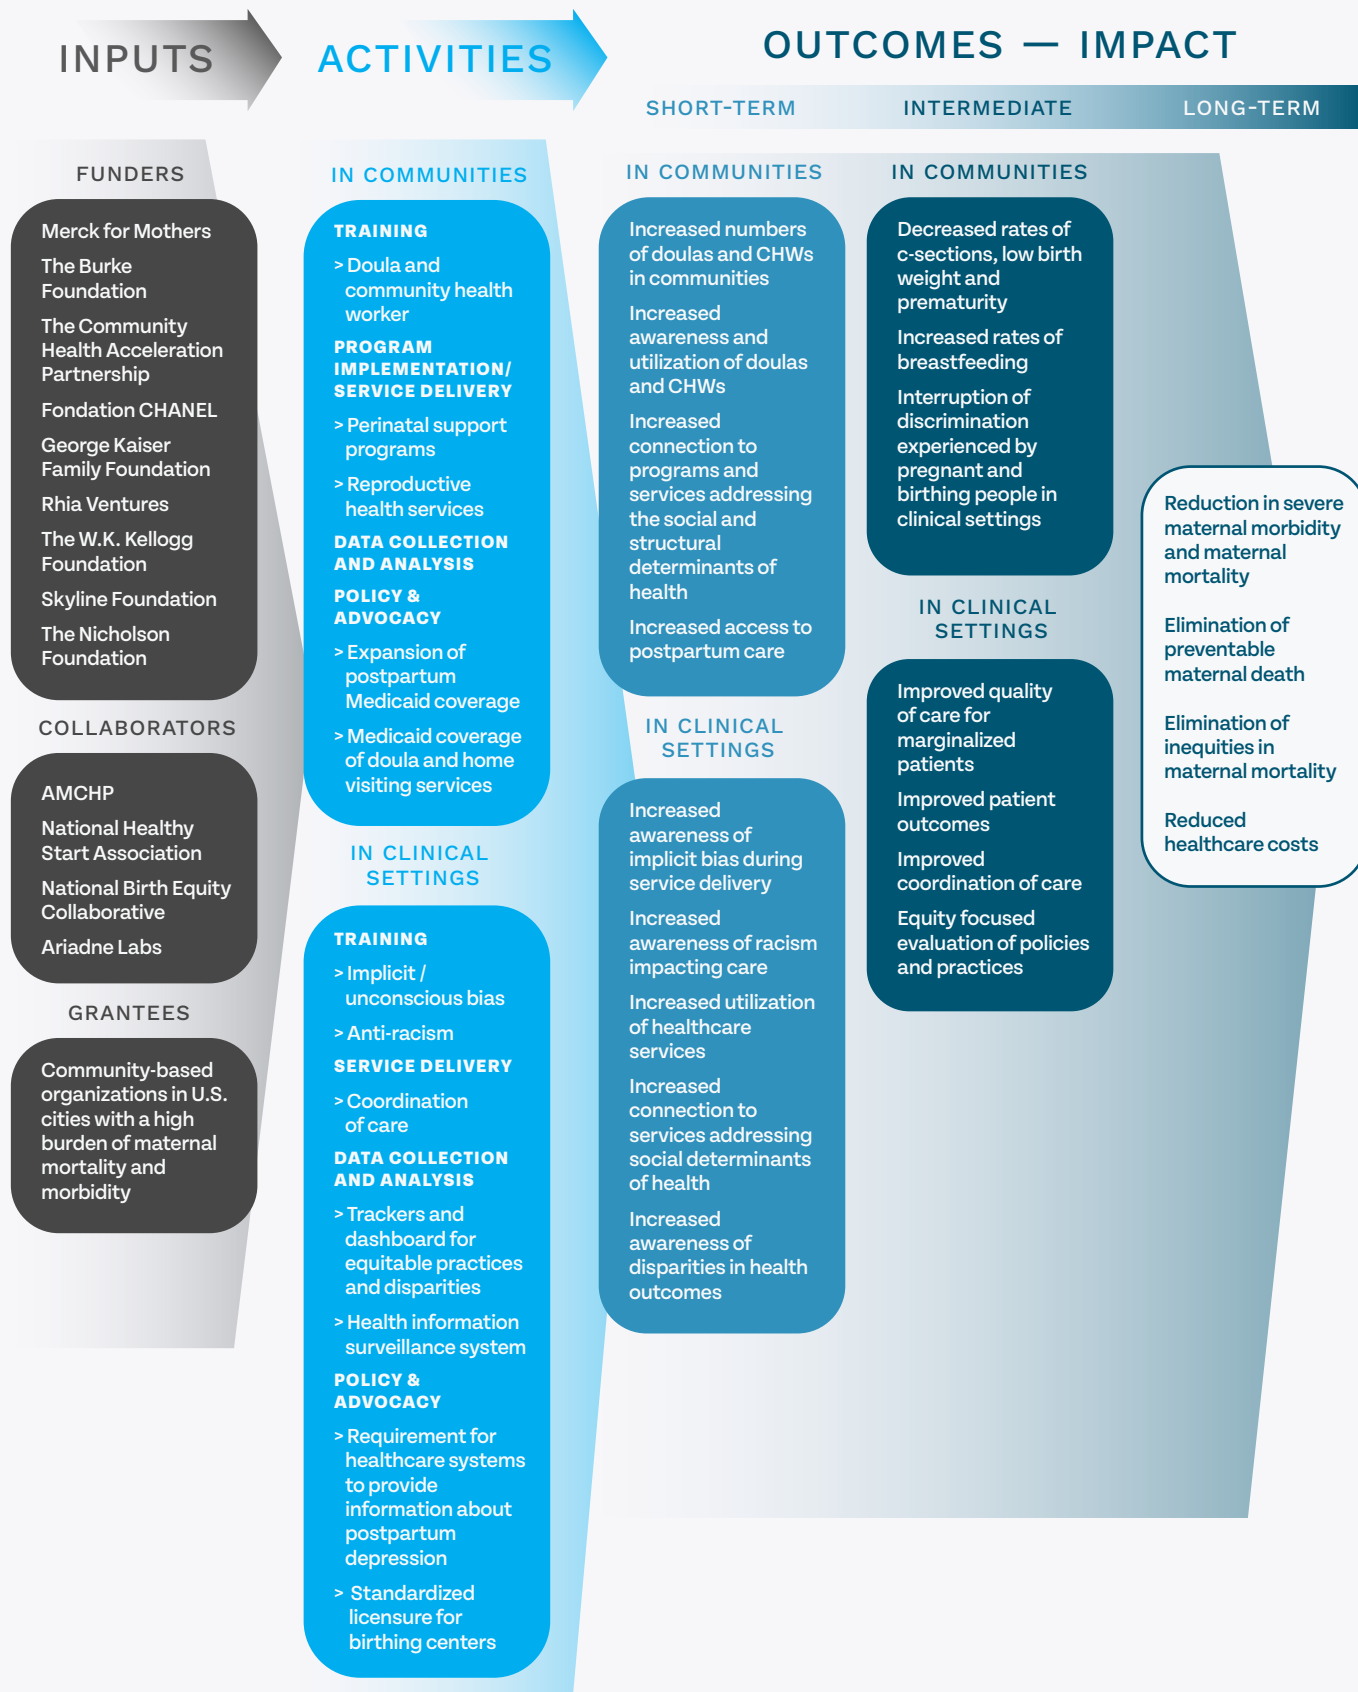 INPUTS
ACTIVITIES
OUTCOMES — IMPACT
SHORT-TERM
INTERMEDIATE
LONG-TERM
FUNDERS
Merck for Mothers
The Burke
Foundation
The Community
Health Acceleration
Partnership
Fondation CHANEL
George Kaiser
Family Foundation
Rhia Ventures
The W.K. Kellogg
Foundation
Skyline Foundation
The Nicholson
Foundation
COLLABORATORS
AMCHP
National Healthy
Start Association
National Birth Equity
Collaborative
Ariadne Labs
GRANTEES
Community-based
organizations in U.S.
cities with a high
burden of maternal
mortality and
morbidity
IN COMMUNITIES
TRAINING
> Doula and
community health
worker
PROGRAM
IMPLEMENTATION/
SERVICE DELIVERY
> Perinatal support
programs
> Reproductive
health services
DATA COLLECTION
AND ANALYSIS
POLICY &
ADVOCACY
> Expansion of
postpartum
Medicaid coverage
> Medicaid coverage
of doula and home
visiting services
IN CLINICAL
SETTINGS
TRAINING
> Implicit /
unconscious bias
> Anti-racism
SERVICE DELIVERY
> Coordination
of care
DATA COLLECTION
AND ANALYSIS
> Trackers and
dashboard for
equitable practices
and disparities
> Health information
surveillance system
POLICY &
ADVOCACY
> Requirement for
healthcare systems
to provide
information about
postpartum
depression
> Standardized
licensure for
birthing centers
IN COMMUNITIES
Increased numbers
of doulas and CHWs
in communities
Increased
awareness and
utilization of doulas
and CHWs
Increased
connection to
programs and
services addressing
the social and
structural
determinants of
health
Increased access to
postpartum care
IN CLINICAL
SETTINGS
Increased
awareness of
implicit bias during
service delivery
Increased
awareness of racism
impacting care
Increased utilization
of healthcare
services
Increased
connection to
services addressing
social determinants
of health
Increased
awareness of
disparities in health
outcomes
IN COMMUNITIES
Decreased rates of
c-sections, low birth
weight and
prematurity
Increased rates of
breastfeeding
Interruption of
discrimination
experienced by
pregnant and
birthing people in
clinical settings
IN CLINICAL
SETTINGS
Improved quality
of care for
marginalized
patients
Improved patient
outcomes
Improved
coordination of care
Equity focused
evaluation of policies
and practices
Reduction in severe
maternal morbidity
and maternal
mortality
Elimination of
preventable
maternal death
Elimination of
inequities in
maternal mortality
Reduced
healthcare costs